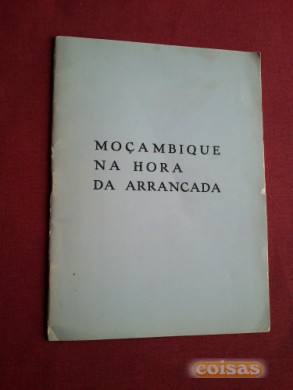 MOÇAMBIQUE
NA HORA
DA ARRANCADA
coisas